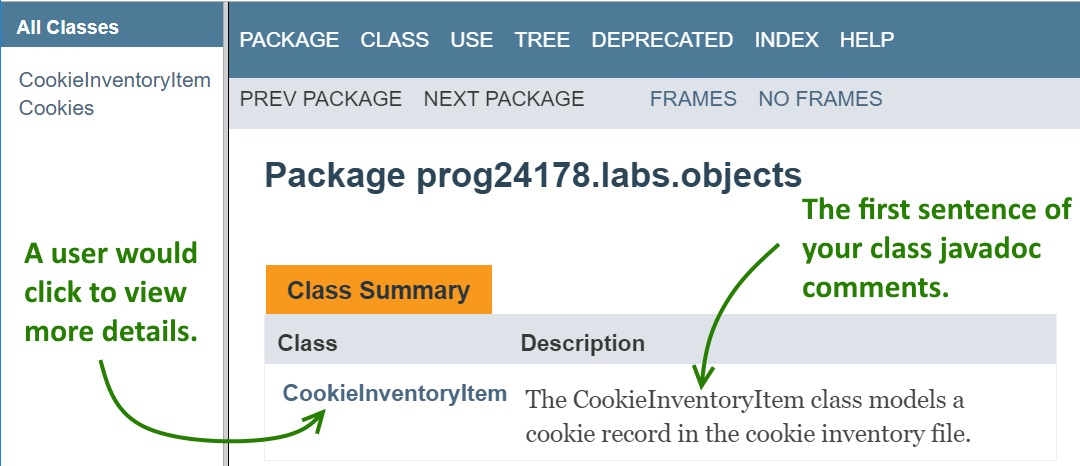 All Classes
CookieInventoryItem
Cookies
PACKAGE CLASS USE TREE DEPRECATED INDEX HELP
PREV PACKAGE NEXT PACKAGE FRAMES NO FRAMES
Package prog24178.labs.objects
The first sentence of
your class javadoc
comments.
A user would
click to view
more details.
Class Summary
Class Description
CookieInventoryItem The CookieInventoryItem class models a
cookie record in the cookie inventory file.